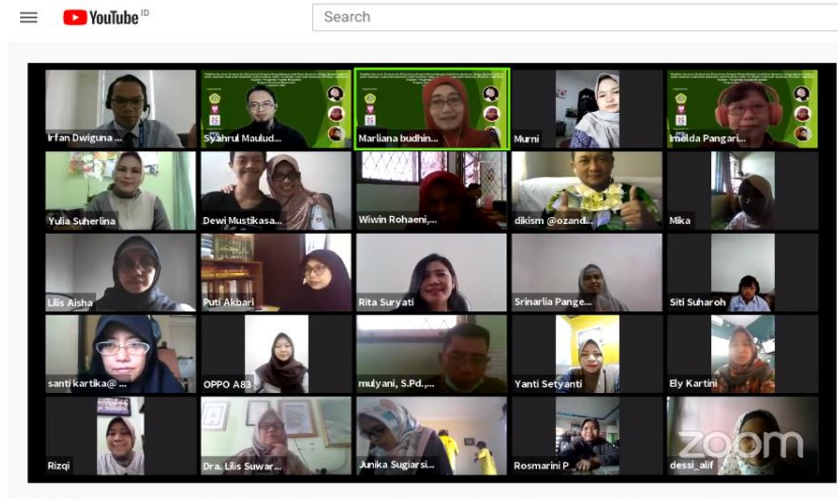 YouTube ID
Search
Irfan Dwiguna ...
Syahrul Maulud...
Marliana budhin...
Murni
Imelda Pangari...
Yulia Suherlina
Dewi Mustikasa...
Wiwin Rohaeni,...
dikism @ozand...
Mika
Lilis Aisha
Puti Akbari
Rita Suryati
Srinarlia Pange...
Siti Suharoh
santi kartika@ ...
OPPO A83
mulyani, S.Pd.,...
Yanti Setyanti
Ely Kartini
Rizqi
Dra. Lilis Suwar...
Junika Sugiarsi...
Rosmarini P
dessi_alif
zoom